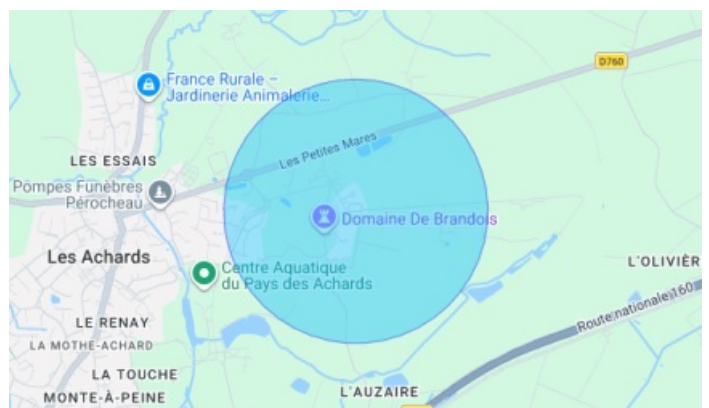 D760
France Rurale –
Jardinerie Animalerie...
Les Petites Mares
LES ESSAIS
Pompes Funèbres
Pérocheau
Domaine De Brandois
Les Achards
Centre Aquatique
du Pays des Achards
L'OLIVIÈR
Route nationale 160
LE RENAY
LA MOTHE-ACHARD
LA TOUCHE
MONTE-À-PEINE
L'AUZAIRE